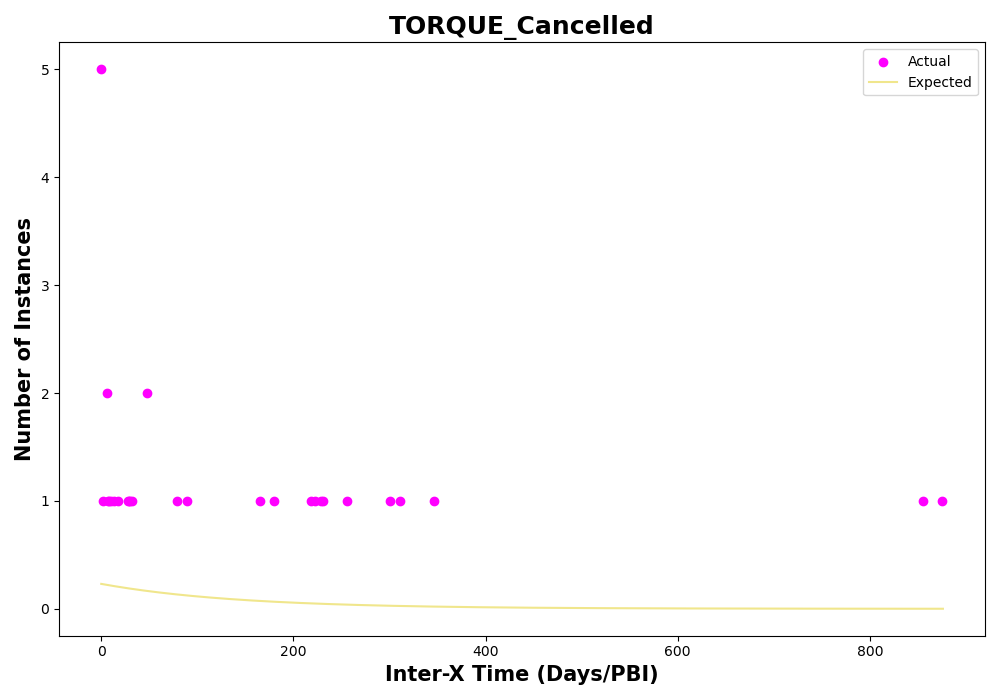 TORQUE_Cancelled
Actual
Expected
Number of Instances
5
4
3
2
1
0
0 200 400 600 800
Inter-X Time (Days/PBI)